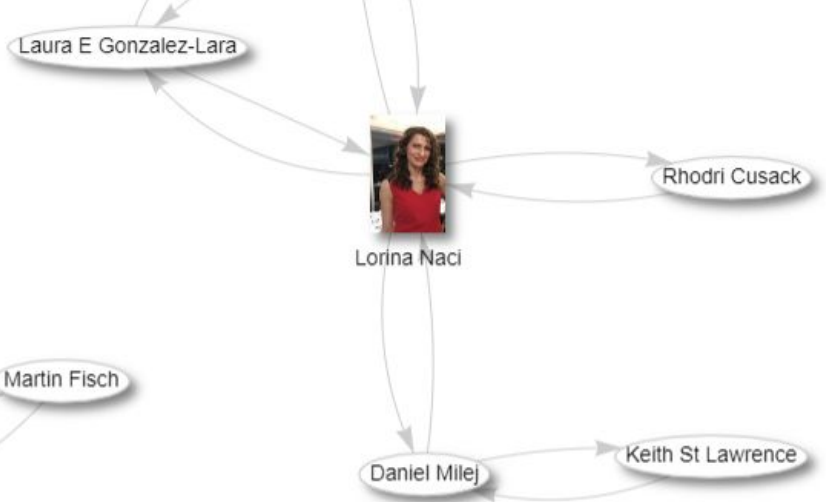 Laura E Gonzalez-Lara
Rhodri Cusack
Lorina Naci
Martin Fisch
Keith St Lawrence
Daniel Milej